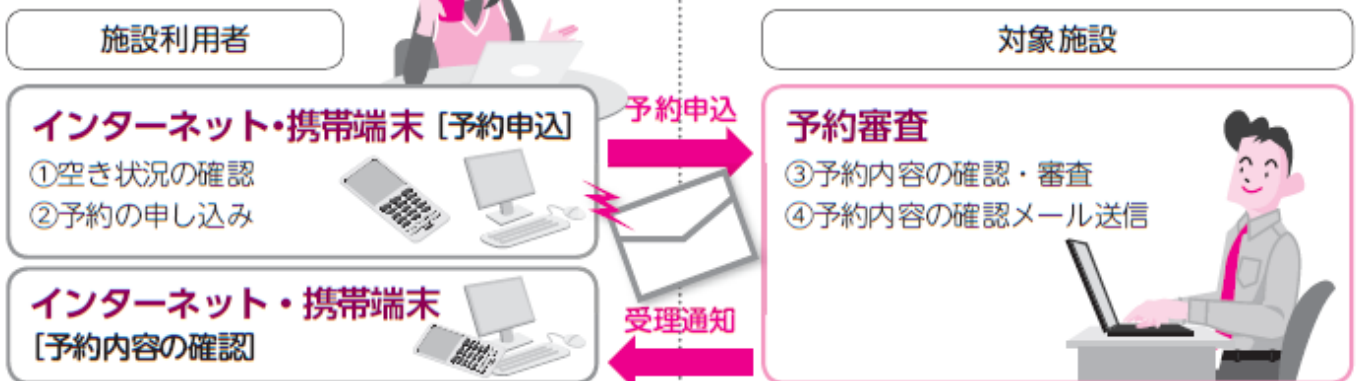 施設利用者
対象施設
インターネット・携帯端末［予約申込］
①空き状況の確認
②予約の申し込み
予約申込
予約審査
③予約内容の確認・審査
④予約内容の確認メール送信
インターネット・携帯端末
［予約内容の確認］
受理通知